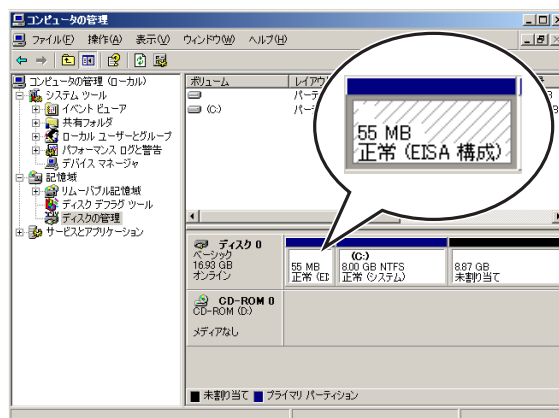 コンピュータの管理
ファイル(F) 操作(A) 表示(V) ウィンドウ(W) ヘルプ(H)
コンピュータの管理 (ローカル)
システム ツール
イベント ビューア
共有フォルダ
ローカル ユーザーとグループ
パフォーマンス ログと警告
デバイス マネージャ
記憶域
リムーバブル記憶域
ディスク デフラグ ツール
ディスクの管理
サービスとアプリケーション
ボリューム レイアウ
パーテ
(C:) パーテ
55 MB
正常 (EISA 構成)
ディスク 0
ベーシック
16.93 GB
オンライン
55 MB
正常 (EI
(C:)
8.00 GB NTFS
正常 (システム)
8.87 GB
未割り当て
CD-ROM 0
CD-ROM (D:)
メディアなし
未割り当て プライマリ パーティション